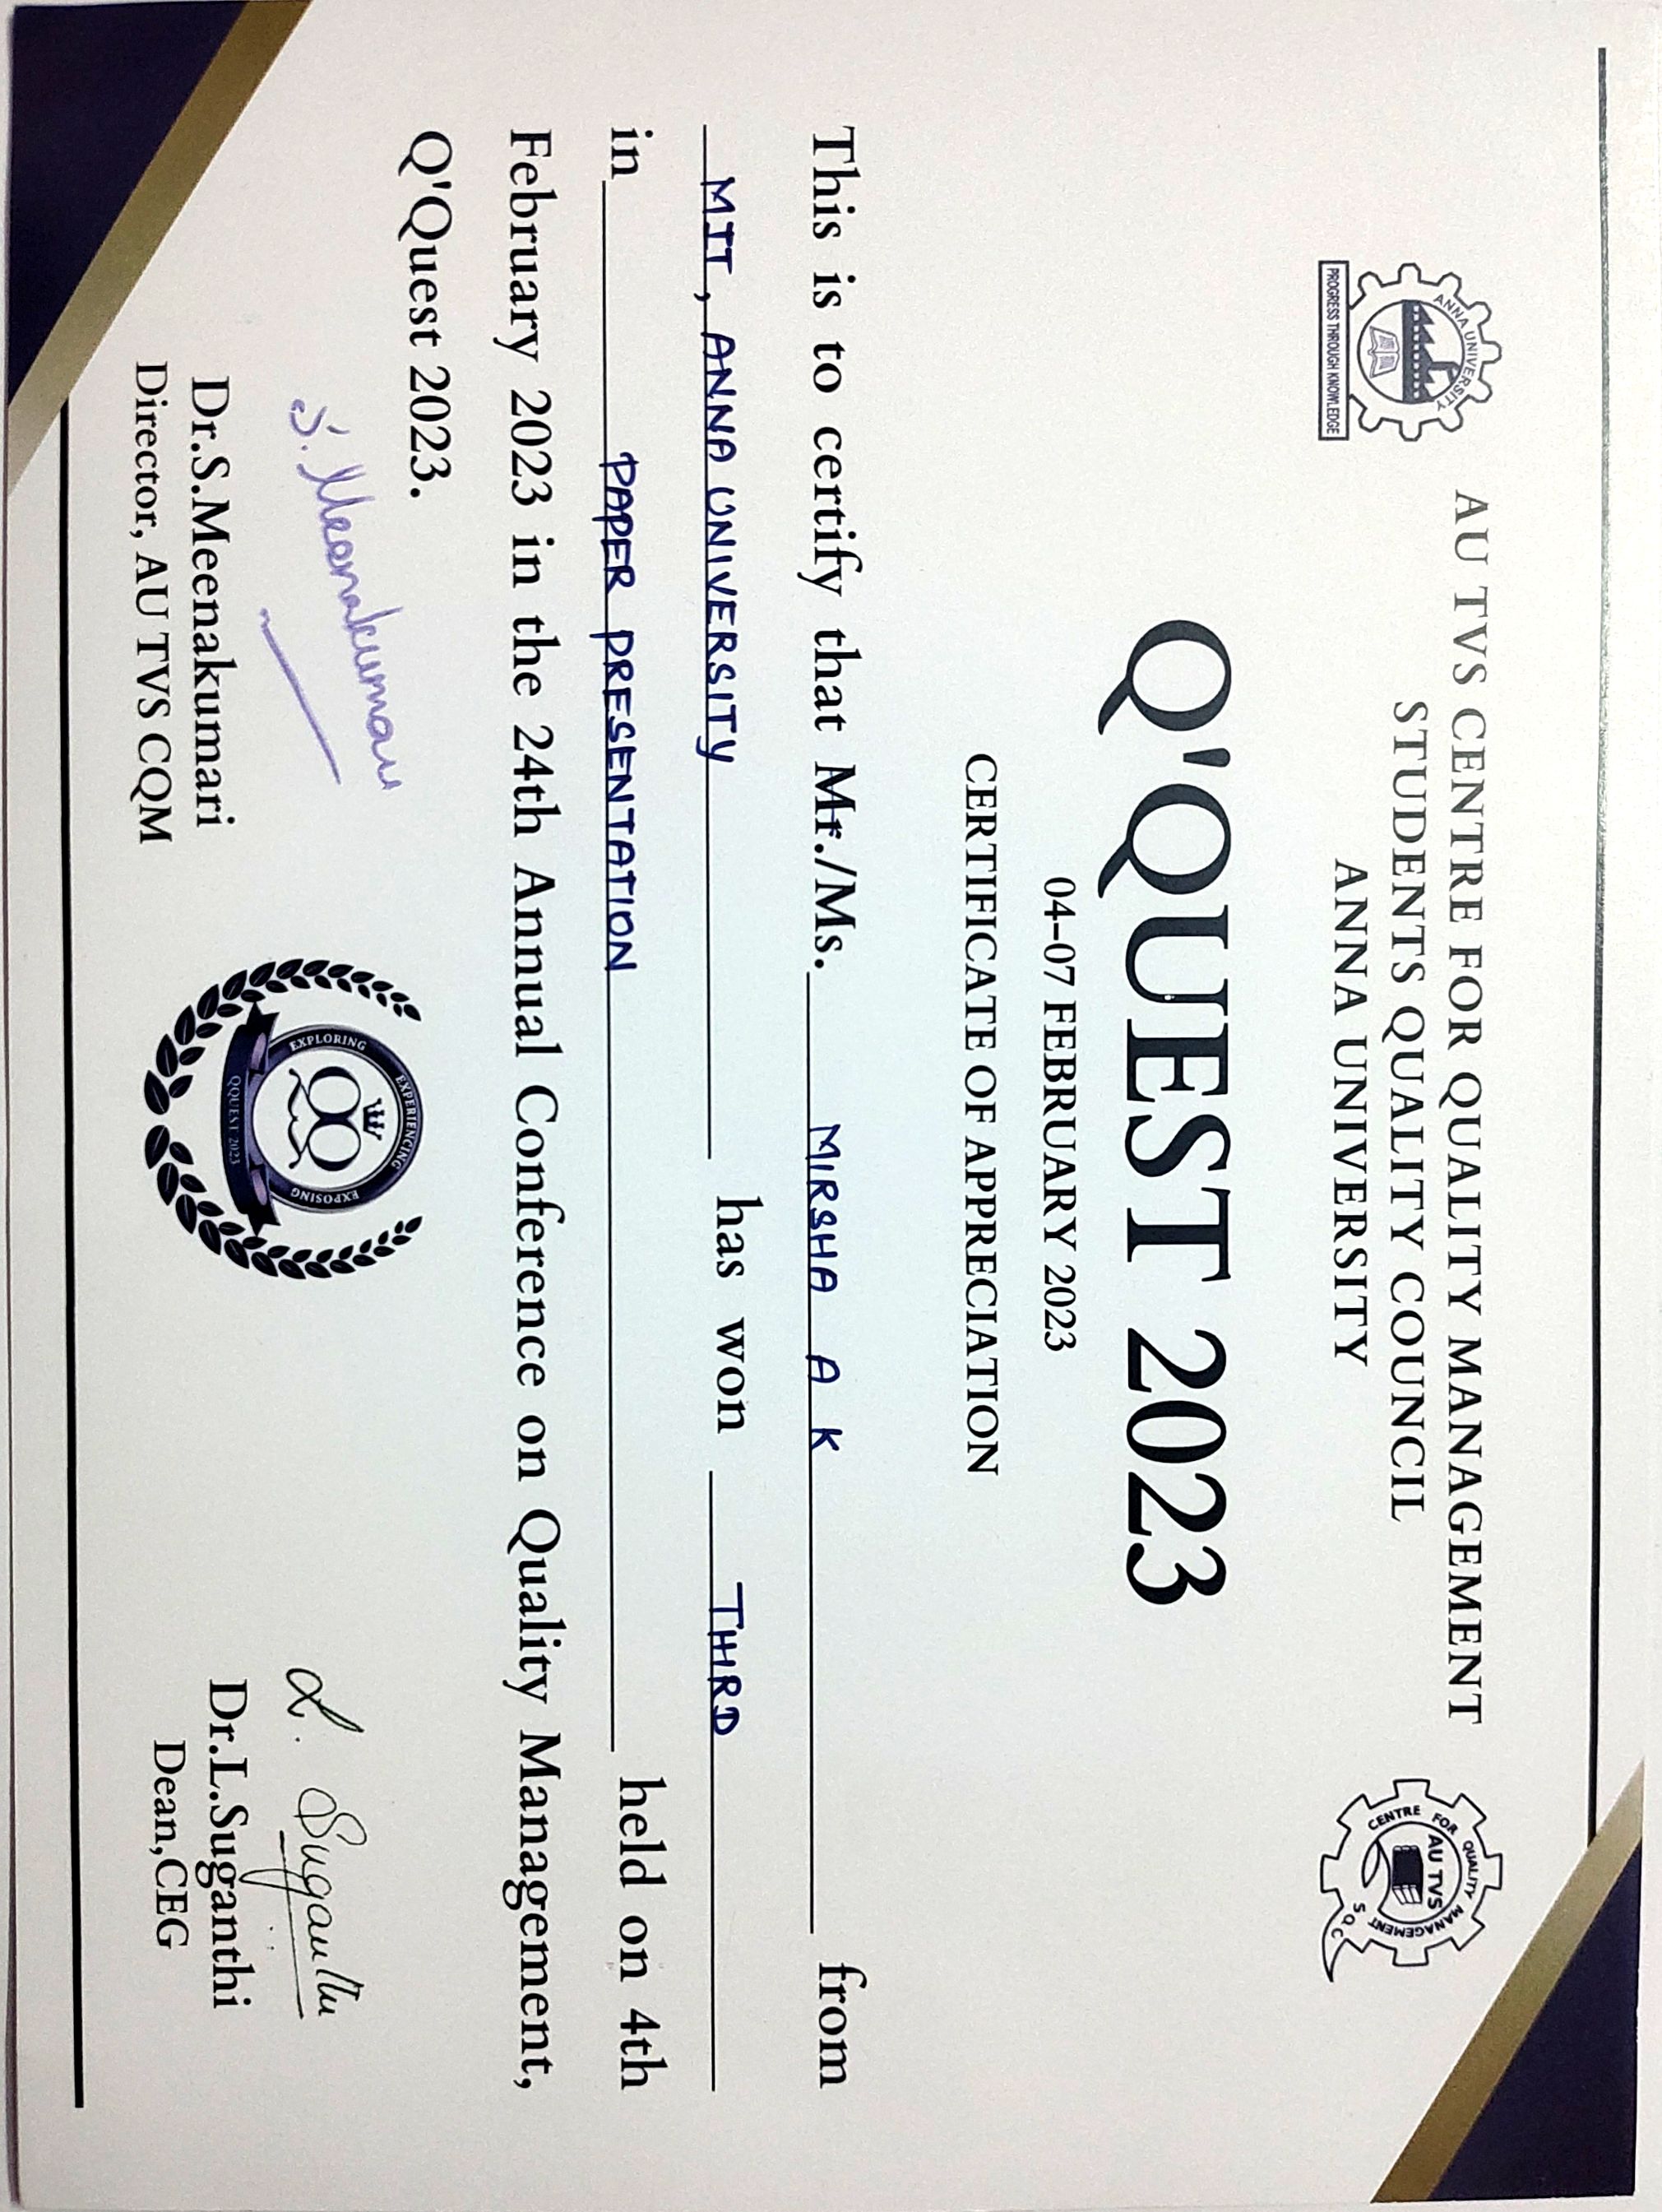 AU TVS CENTRE FOR QUALITY MANAGEMENT
STUDENTS QUALITY COUNCIL
ANNA UNIVERSITY
ANNA UNIVERSITY
PROGRESS THROUGH KNOWLEDGE
CENTRE FOR QUALITY MANAGEMENT
AU TVS
SQC
Q'QUEST 2023
04-07 FEBRUARY 2023
CERTIFICATE OF APPRECIATION
This is to certify that Mr./Ms. MIRSHA A K from
MIT, ANNA UNIVERSITY has won THIRD
in PAPER PRESENTATION held on 4th
February 2023 in the 24th Annual Conference on Quality Management,
Q'Quest 2023.
S. Meenakumari
L. Suganthi
Dr.S.Meenakumari
Director, AU TVS CQM
EXPLORING EXPERIENCING EXPOSING
QQ
QQUEST 2023
Dr.L.Suganthi
Dean,CEG